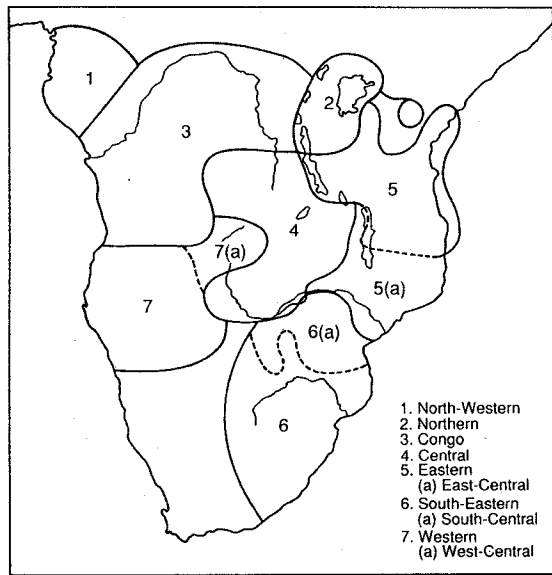 1
2
3
5
4
7(a)
5(a)
7
6(a)
6
1. North-Western
2. Northern
3. Congo
4. Central
5. Eastern
(a) East-Central
6. South-Eastern
(a) South-Central
7. Western
(a) West-Central